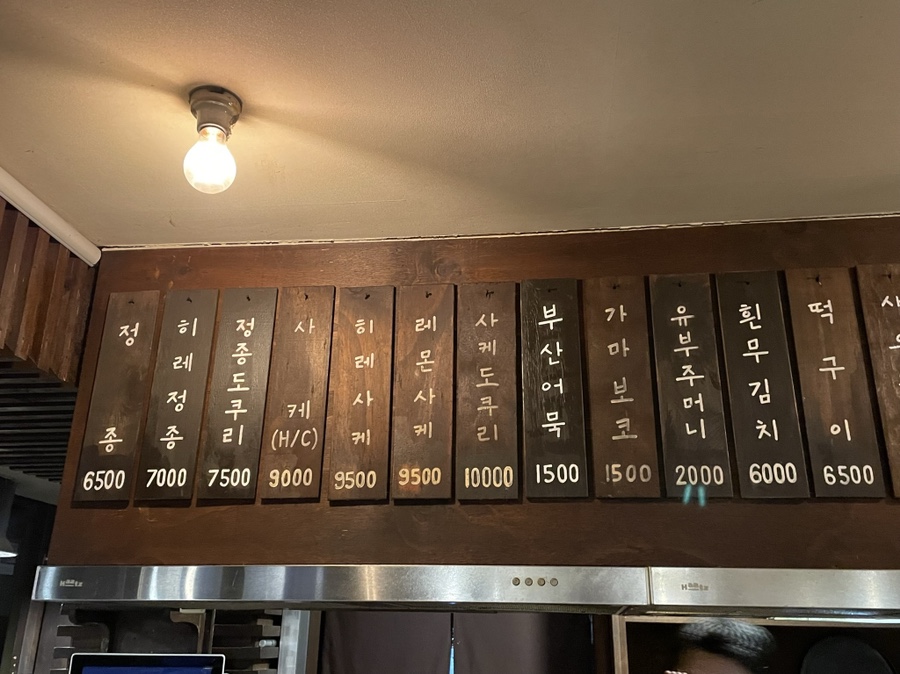 정종
6500
히레정종
7000
정종도쿠리
7500
사케
(H/C)
9000
히레사케
9500
레몬사케
9500
사케도쿠리
10000
부산어묵
1500
가마보코
1500
유부주머니
2000
흰무김치
6000
떡구이
6500
Haatz
Haatz